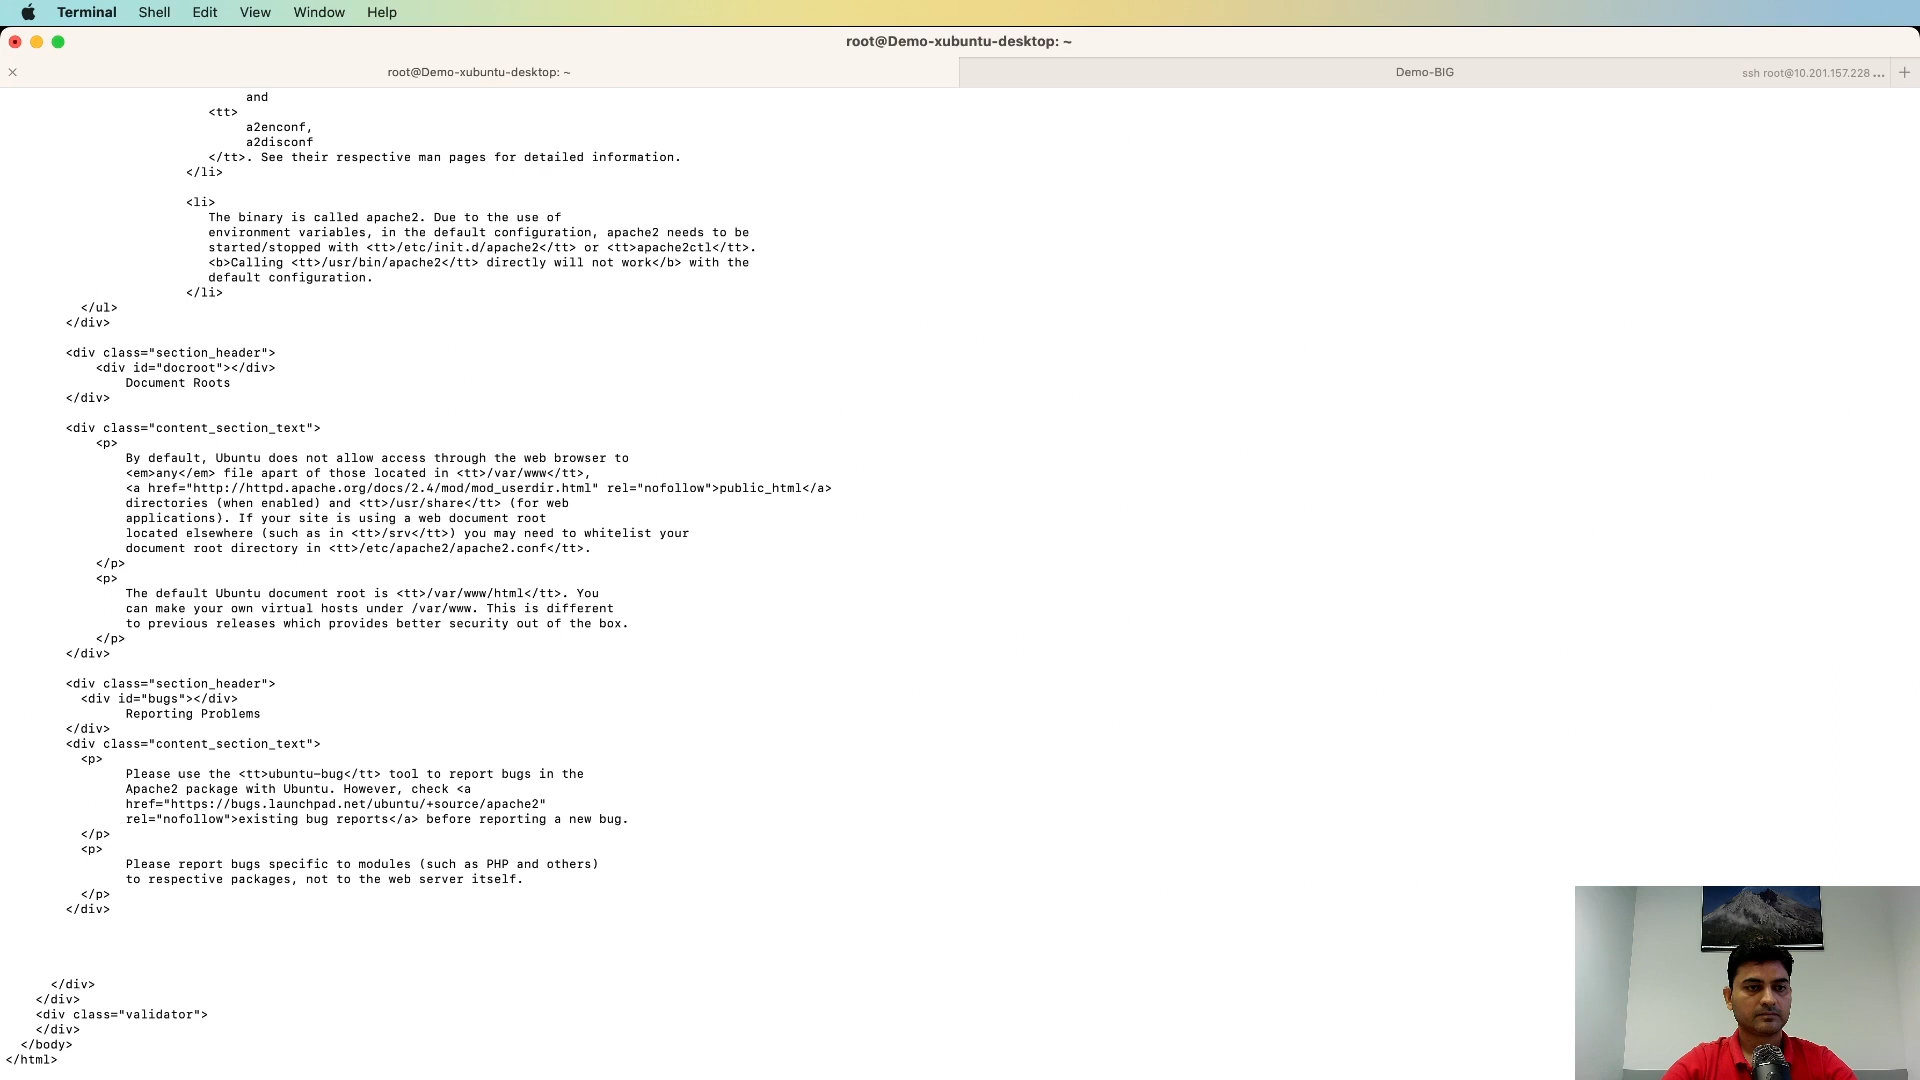 Terminal Shell Edit View Window Help
root@Demo-xubuntu-desktop: ~
root@Demo-xubuntu-desktop: ~
Demo-BIG
ssh root@10.201.157.228 ...
and
<tt>
a2enconf,
a2disconf
</tt>. See their respective man pages for detailed information.
</li>
<li>
The binary is called apache2. Due to the use of
environment variables, in the default configuration, apache2 needs to be
started/stopped with <tt>/etc/init.d/apache2</tt> or <tt>apache2ctl</tt>.
<b>Calling <tt>/usr/bin/apache2</tt> directly will not work</b> with the
default configuration.
</li>
</ul>
</div>
<div class="section_header">
<div id="docroot"></div>
Document Roots
</div>
<div class="content_section_text">
<p>
By default, Ubuntu does not allow access through the web browser to
<em>any</em> file apart of those located in <tt>/var/www</tt>,
<a href="http://httpd.apache.org/docs/2.4/mod/mod_userdir.html" rel="nofollow">public_html</a>
directories (when enabled) and <tt>/usr/share</tt> (for web
applications). If your site is using a web document root
located elsewhere (such as in <tt>/srv</tt>) you may need to whitelist your
document root directory in <tt>/etc/apache2/apache2.conf</tt>.
</p>
<p>
The default Ubuntu document root is <tt>/var/www/html</tt>. You
can make your own virtual hosts under /var/www. This is different
to previous releases which provides better security out of the box.
</p>
</div>
<div class="section_header">
<div id="bugs"></div>
Reporting Problems
</div>
<div class="content_section_text">
<p>
Please use the <tt>ubuntu-bug</tt> tool to report bugs in the
Apache2 package with Ubuntu. However, check <a
href="https://bugs.launchpad.net/ubuntu/+source/apache2"
rel="nofollow">existing bug reports</a> before reporting a new bug.
</p>
<p>
Please report bugs specific to modules (such as PHP and others)
to respective packages, not to the web server itself.
</p>
</div>
</div>
</div>
<div class="validator">
</div>
</body>
</html>